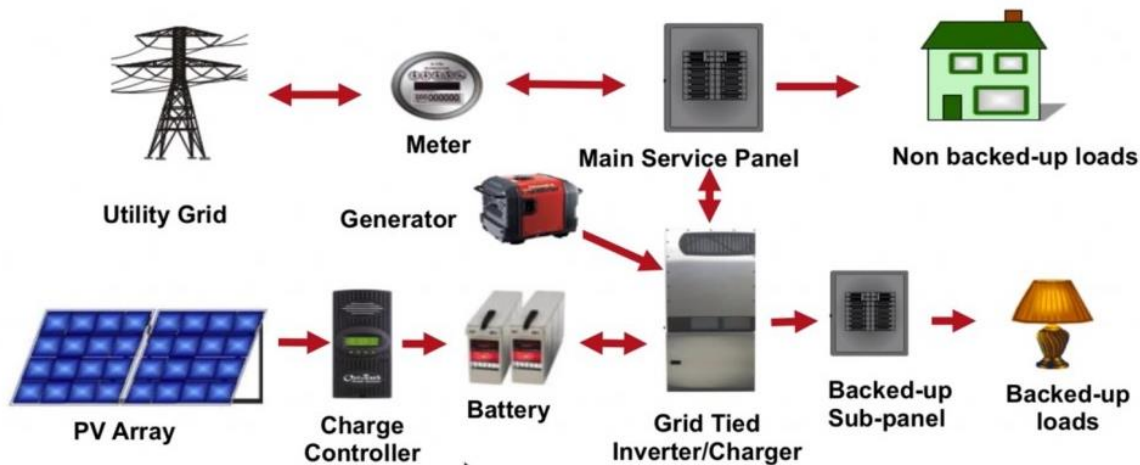 Meter
Main Service Panel
Non backed-up loads
Utility Grid
Generator
PV Array
Charge
Controller
Battery
Grid Tied
Inverter/Charger
Backed-up
Sub-panel
Backed-up
loads